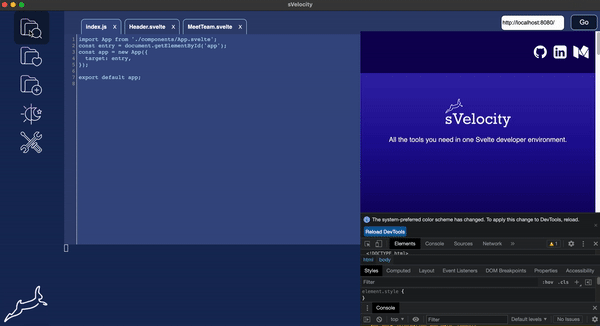 sVelocity
index.js X Header.svelte X MeetTeam.svelte X http://localhost:8080/ Go
1 import App from './components/App.svelte';
2 const entry = document.getElementById('app');
3 const app = new App({
4 target: entry,
5 });
6
7 export default app;
8
sVelocity
All the tools you need in one Svelte developer environment.
The system-preferred color scheme has changed. To apply this change to DevTools, reload.
Reload DevTools
Elements Console Sources Network » 1
<!DOCTYPE html>
html body
Styles Computed Layout Event Listeners DOM Breakpoints Properties Accessibility
Filter :hov .cls +
element.style {
}
Console
top Filter Default levels No Issues